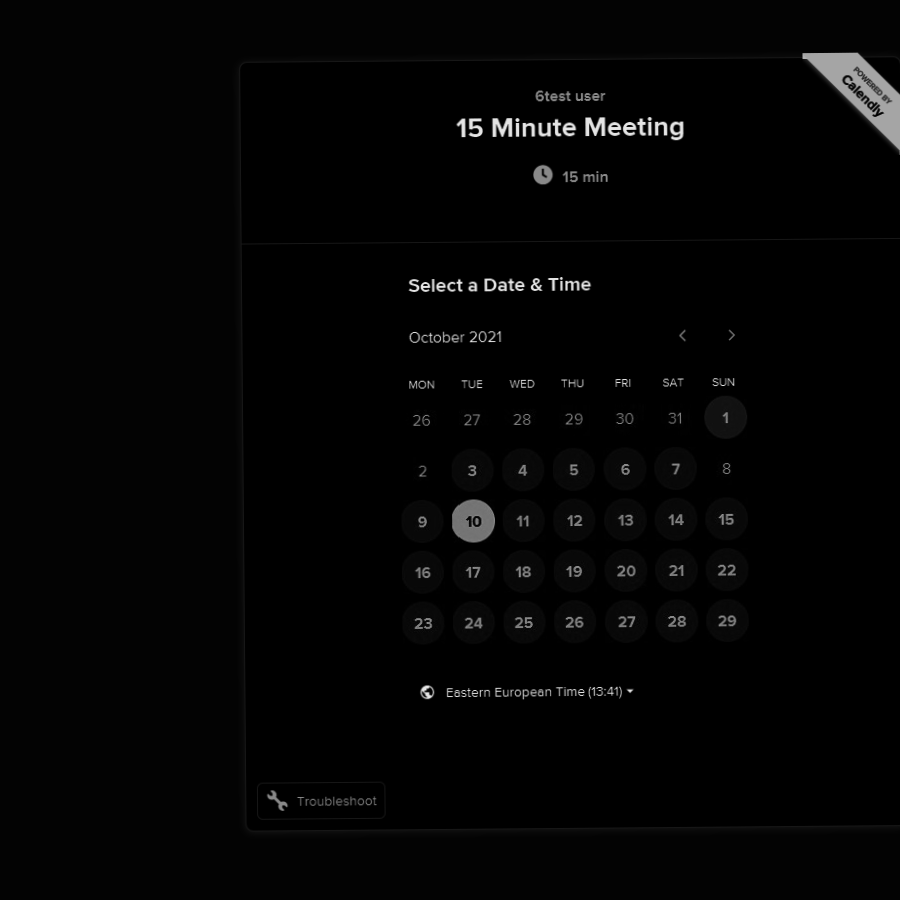 POWERED BY
Calendly
6test user
15 Minute Meeting
15 min
Select a Date & Time
October 2021
MON TUE WED THU FRI SAT SUN
26 27 28 29 30 31 1
2 3 4 5 6 7 8
9 10 11 12 13 14 15
16 17 18 19 20 21 22
23 24 25 26 27 28 29
Eastern European Time (13:41)
Troubleshoot